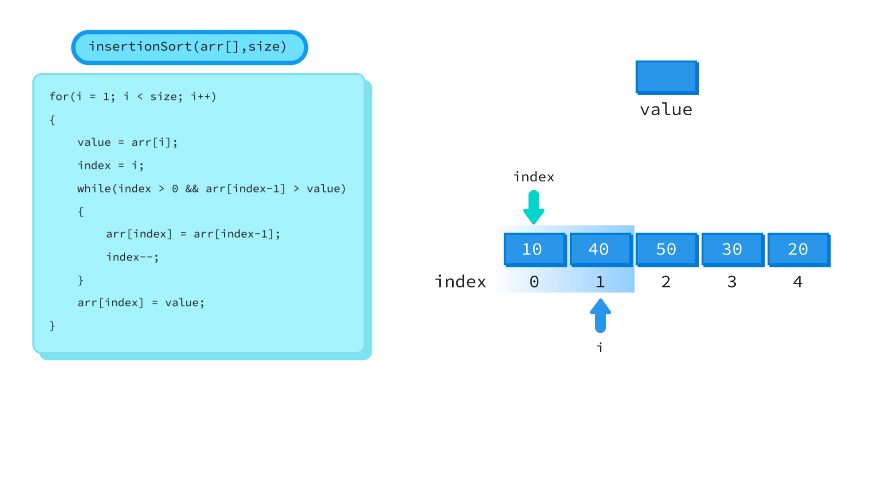 insertionSort(arr[],size)
for(i = 1; i < size; i++)
{
value = arr[i];
index = i;
while(index > 0 && arr[index-1] > value)
{
arr[index] = arr[index-1];
index--;
}
arr[index] = value;
}
value
index
10 40 50 30 20
index 0 1 2 3 4
i